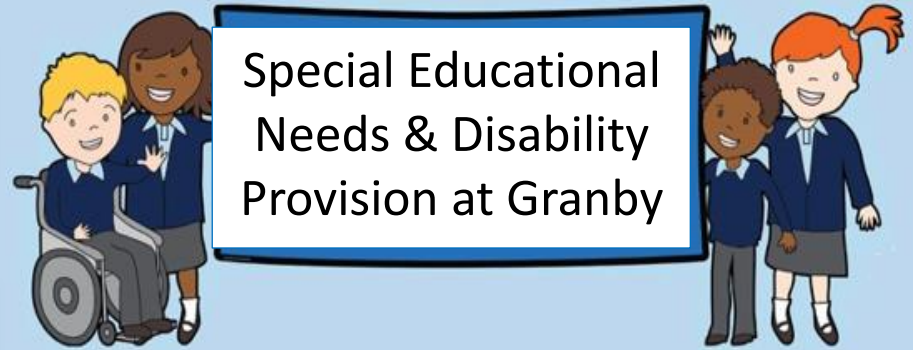 Special Educational
Needs & Disability
Provision at Granby